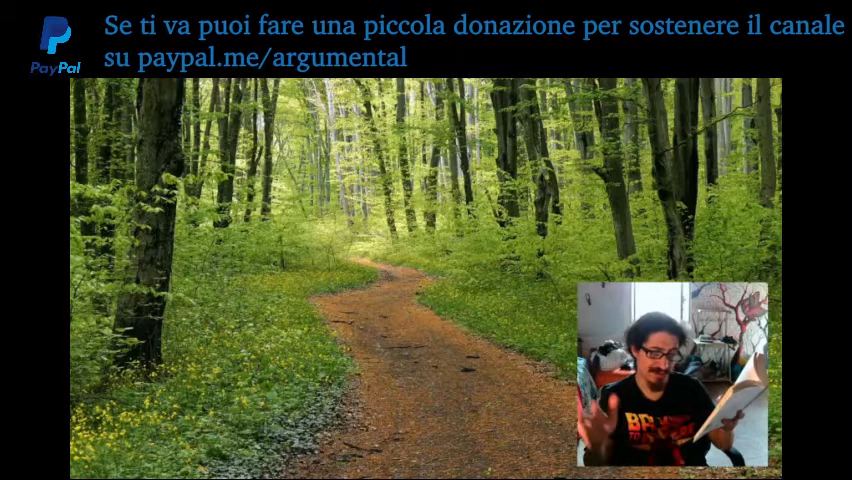 Se ti va puoi fare una piccola donazione per sostenere il canale
su paypal.me/argumental
PayPal